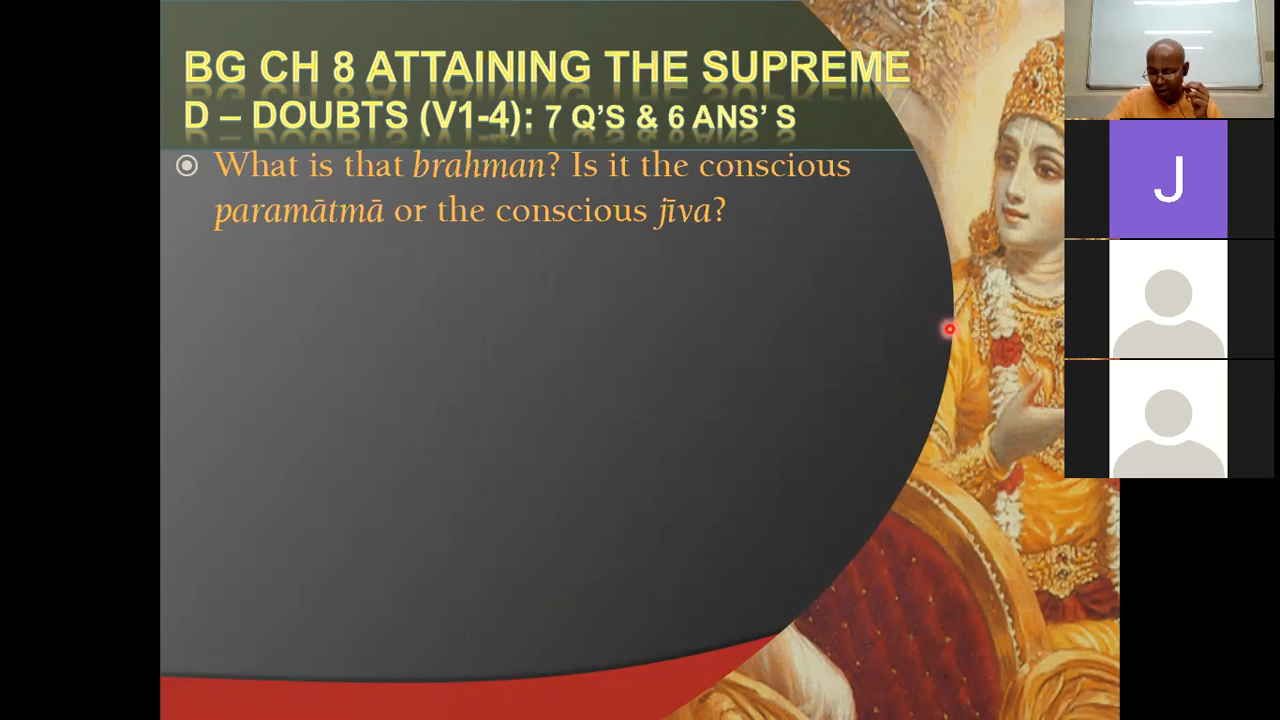 BG CH 8 ATTAINING THE SUPREME
D – DOUBTS (V1-4): 7 Q’S & 6 ANS’ S
What is that brahman? Is it the conscious
paramātmā or the conscious jīva?
J